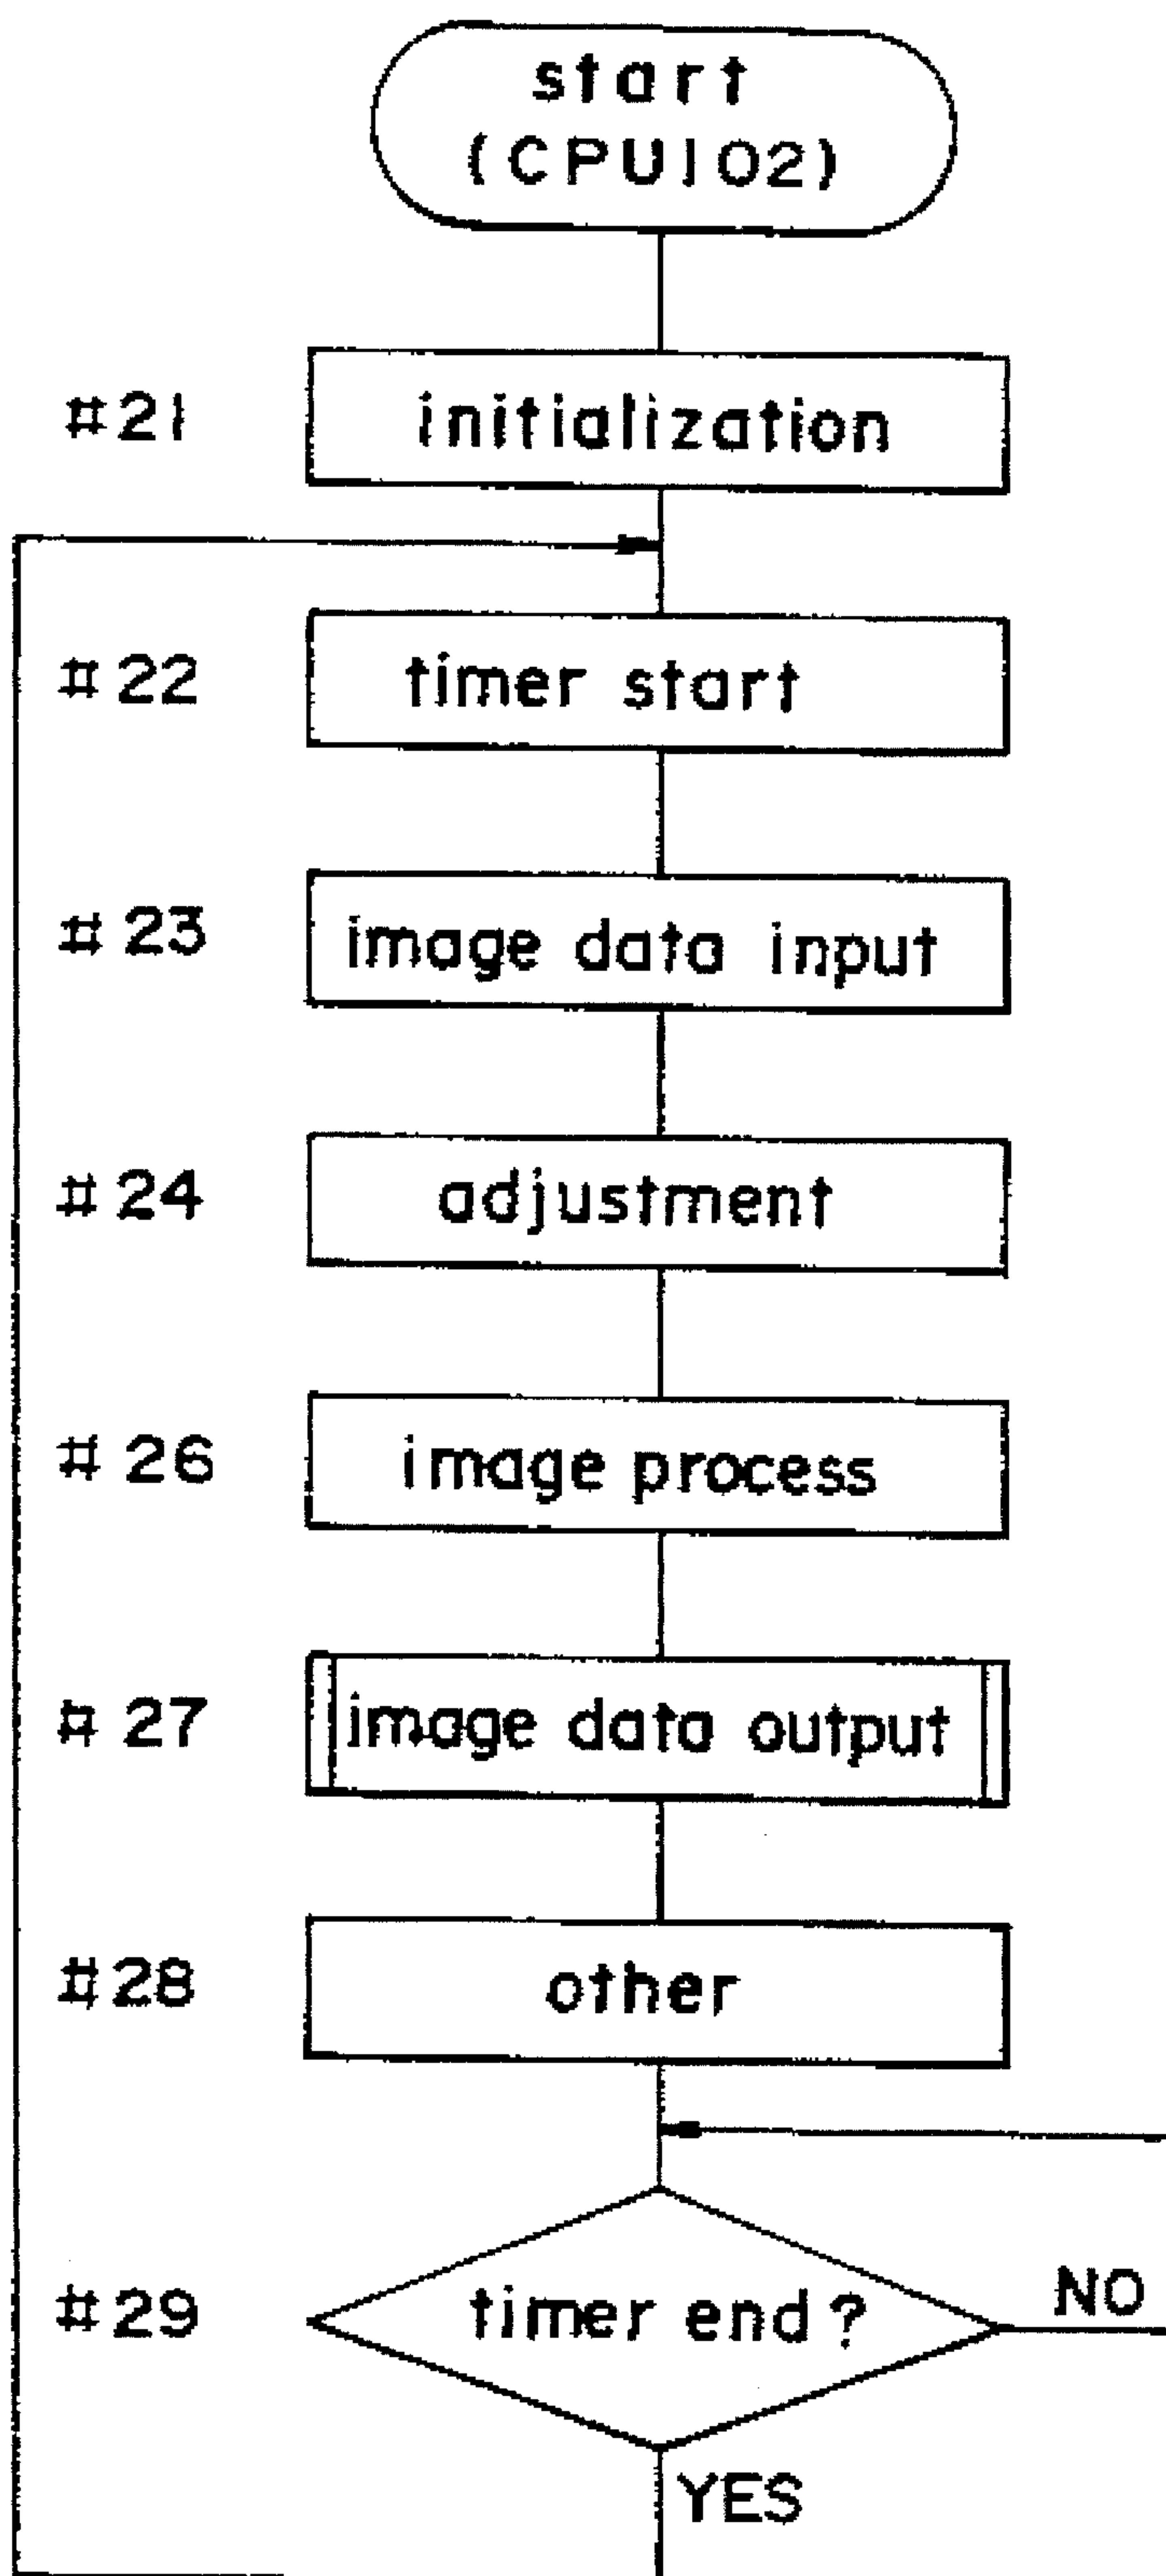 start
(CPU102)
#21 initialization
#22 timer start
#23 image data input
#24 adjustment
#26 image process
#27 image data output
#28 other
#29 timer end? NO
YES